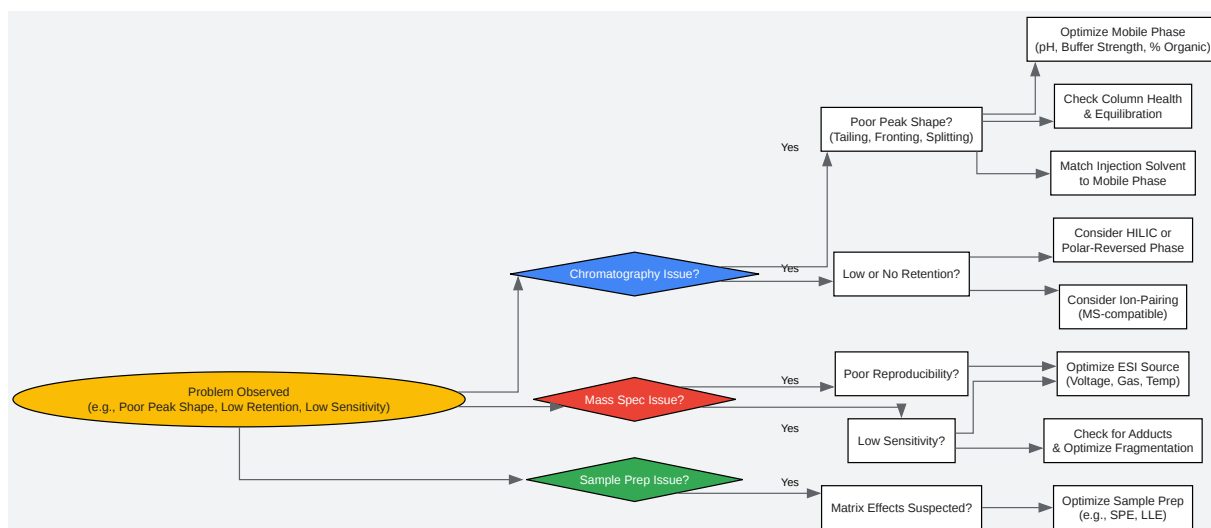 Optimize Mobile Phase
(pH, Buffer Strength, % Organic)
Check Column Health
& Equilibration
Poor Peak Shape?
(Tailing, Fronting, Splitting)
Yes
Match Injection Solvent
to Mobile Phase
Consider HILIC or
Polar-Reversed Phase
Chromatography Issue?
Yes
Low or No Retention?
Consider Ion-Pairing
(MS-compatible)
Problem Observed
(e.g., Poor Peak Shape, Low Retention, Low Sensitivity)
Mass Spec Issue?
Yes
Poor Reproducibility?
Optimize ESI Source
(Voltage, Gas, Temp)
Yes
Low Sensitivity?
Check for Adducts
& Optimize Fragmentation
Sample Prep Issue?
Yes
Matrix Effects Suspected?
Optimize Sample Prep
(e.g., SPE, LLE)